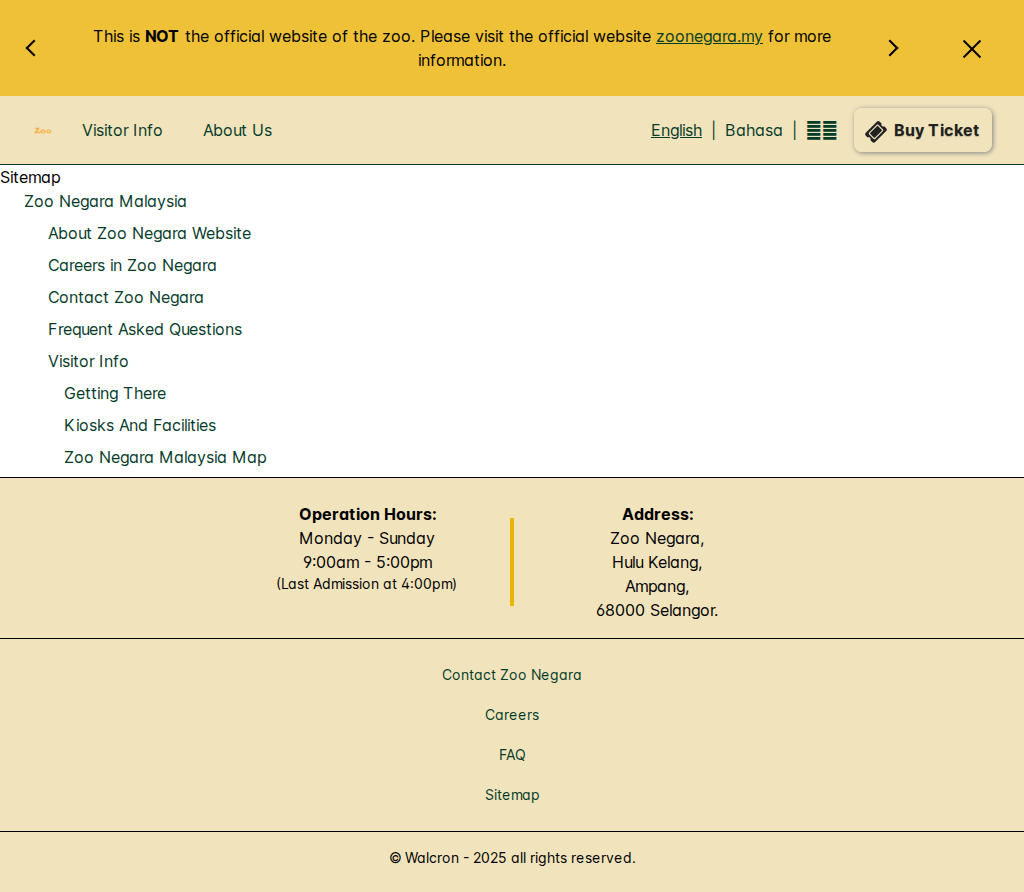 This is NOT the official website of the zoo. Please visit the official website zoonegara.my for more
information.
Zoo
Visitor Info
About Us
English | Bahasa |
Buy Ticket
Sitemap
Zoo Negara Malaysia
About Zoo Negara Website
Careers in Zoo Negara
Contact Zoo Negara
Frequent Asked Questions
Visitor Info
Getting There
Kiosks And Facilities
Zoo Negara Malaysia Map
Operation Hours:
Monday - Sunday
9:00am - 5:00pm
(Last Admission at 4:00pm)
Address:
Zoo Negara,
Hulu Kelang,
Ampang,
68000 Selangor.
Contact Zoo Negara
Careers
FAQ
Sitemap
© Walcron - 2025 all rights reserved.